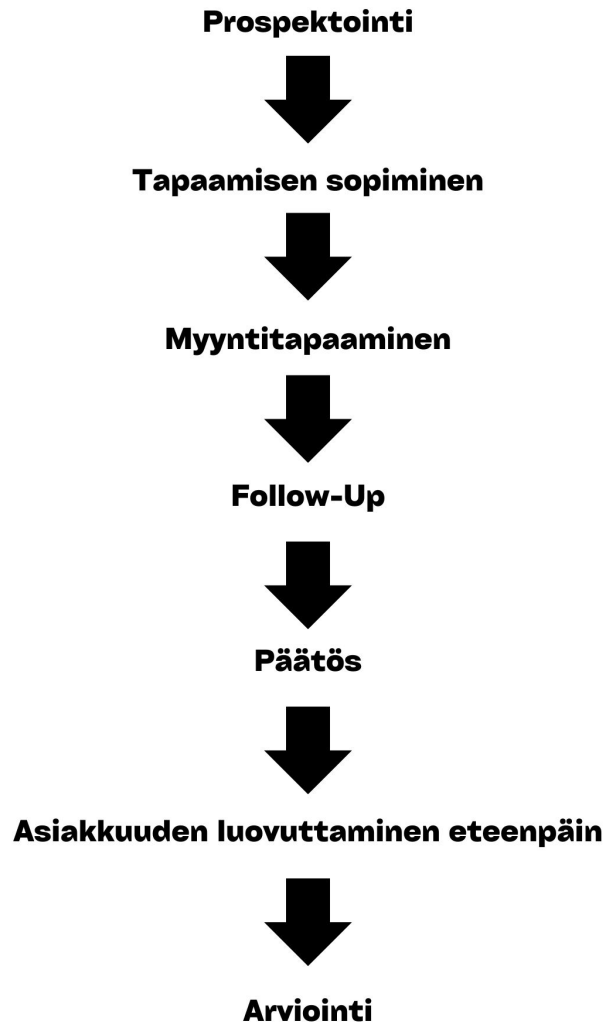 Prospektointi
Tapaamisen sopiminen
Myyntitapaaminen
Follow-Up
Päätös
Asiakkuuden luovuttaminen eteenpäin
Arviointi